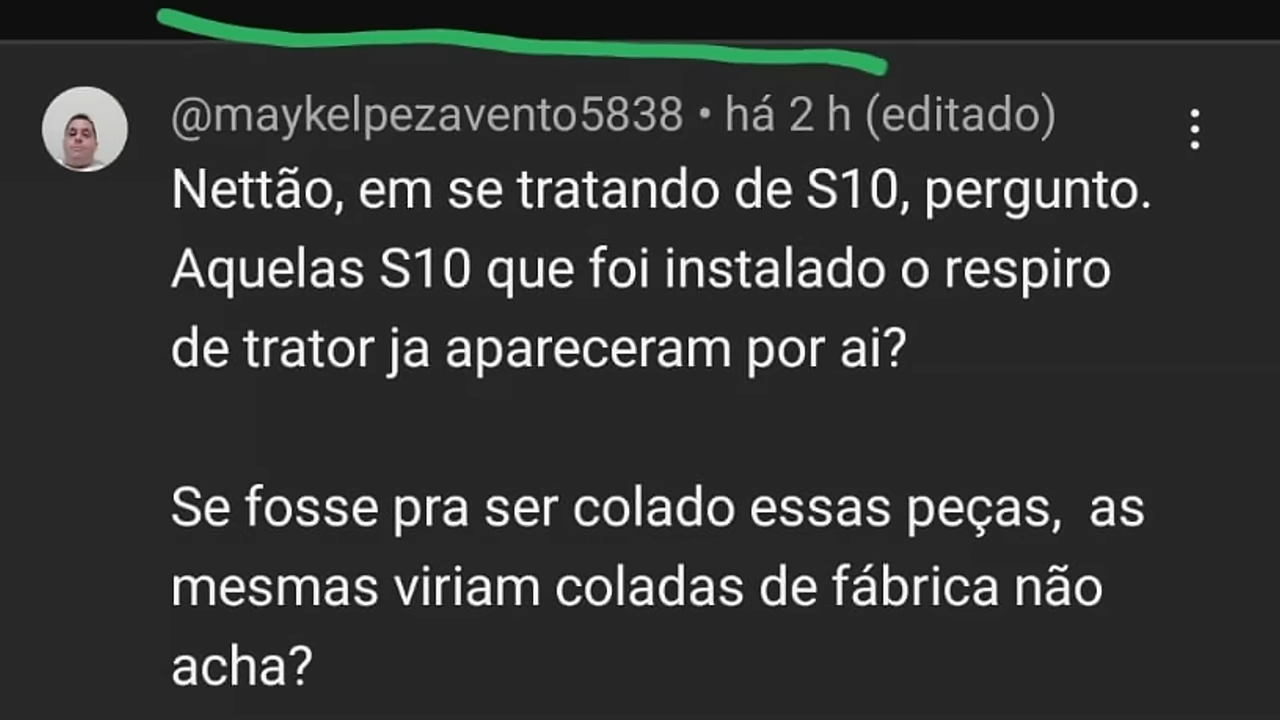 @maykelpezavento5838 • há 2 h (editado)
Nettão, em se tratando de S10, pergunto.
Aquelas S10 que foi instalado o respiro
de trator ja apareceram por ai?
Se fosse pra ser colado essas peças,  as
mesmas viriam coladas de fábrica não
acha?